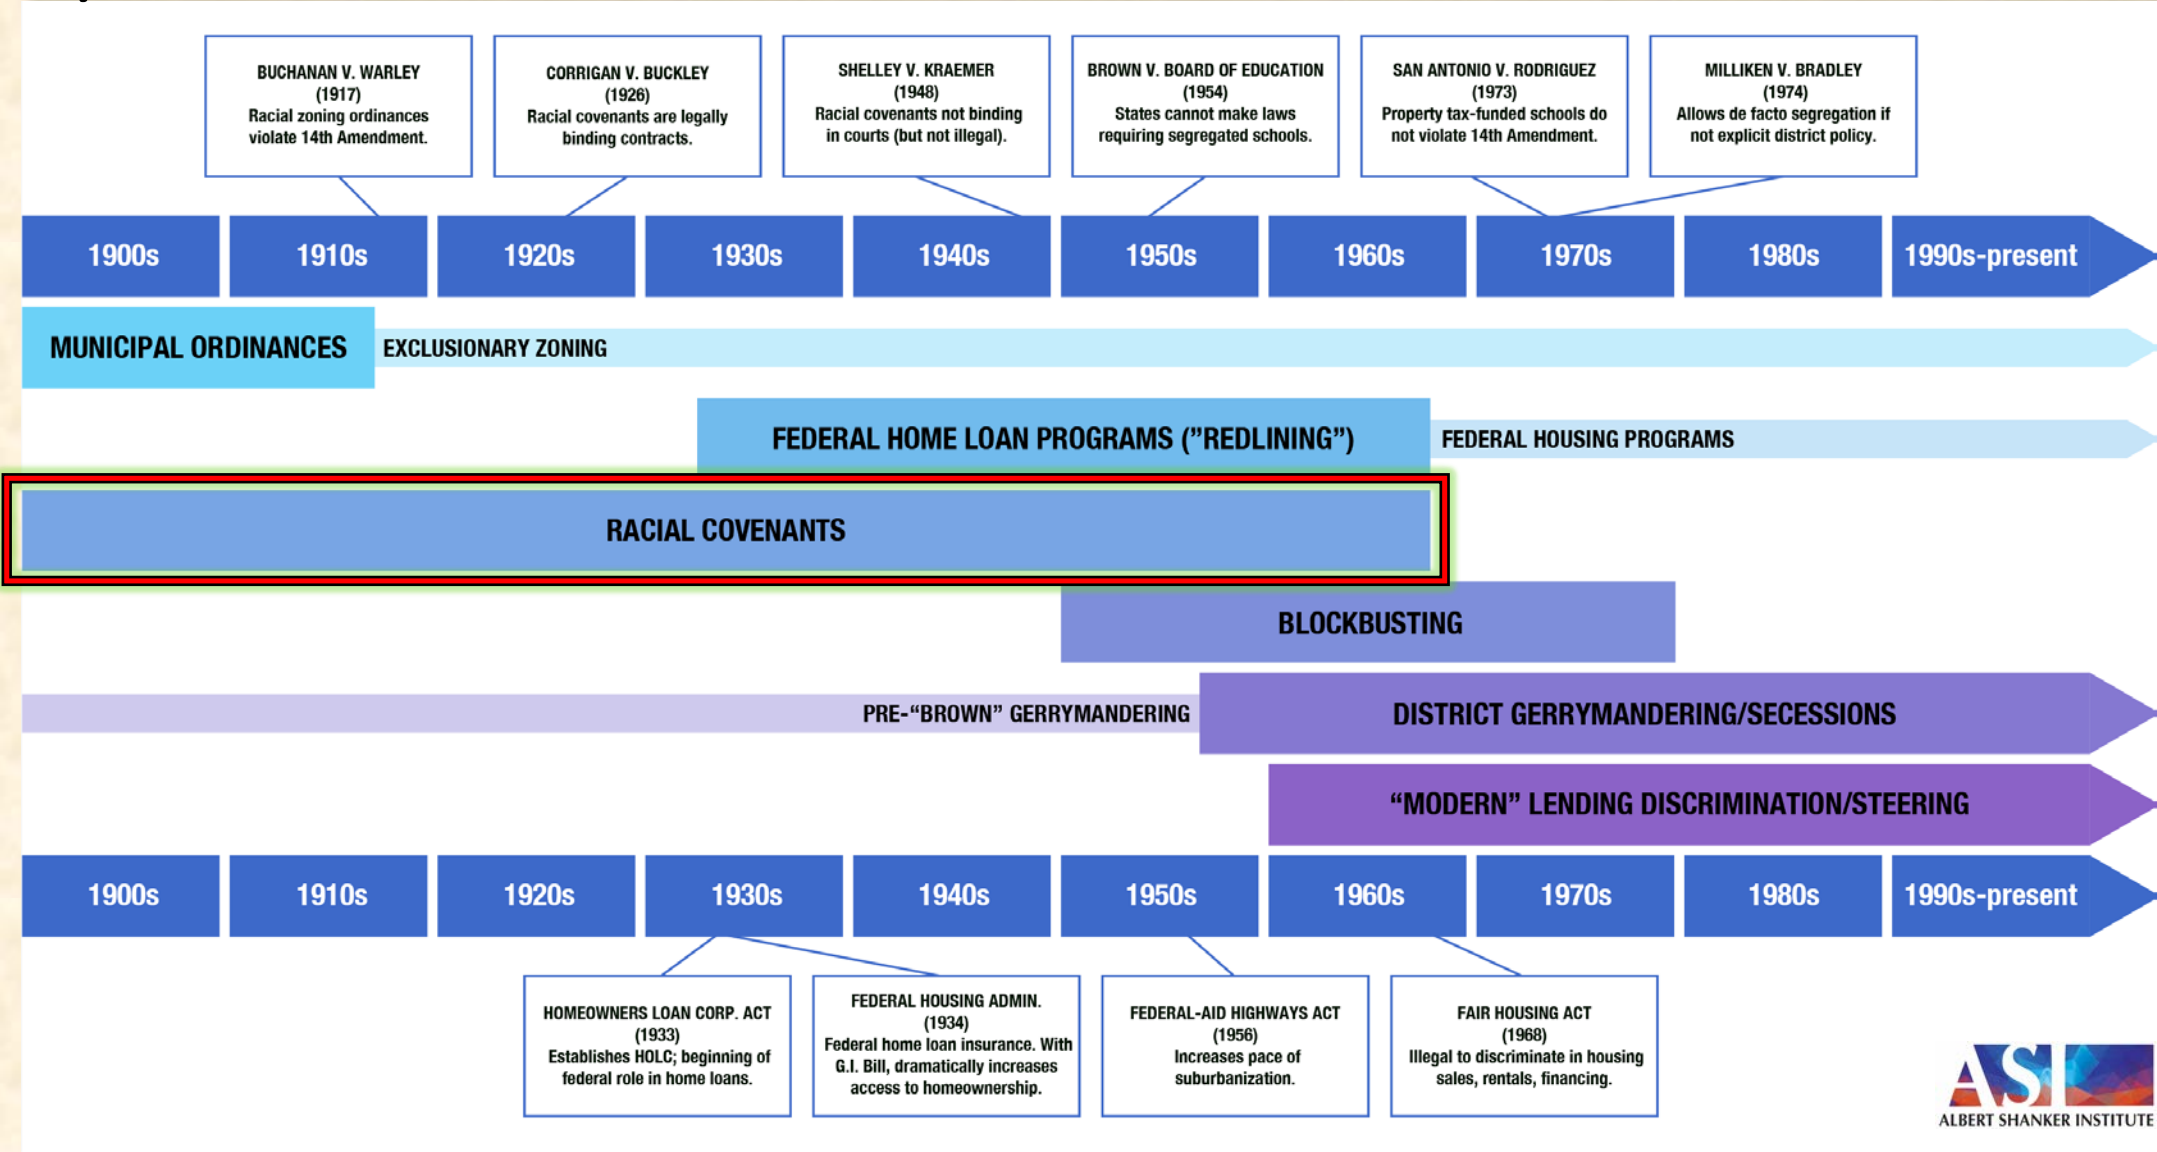 BUCHANAN V. WARLEY
(1917)
Racial zoning ordinances
violate 14th Amendment.
CORRIGAN V. BUCKLEY
(1926)
Racial covenants are legally
binding contracts.
SHELLEY V. KRAEMER
(1948)
Racial covenants not binding
in courts (but not illegal).
BROWN V. BOARD OF EDUCATION
(1954)
States cannot make laws
requiring segregated schools.
SAN ANTONIO V. RODRIGUEZ
(1973)
Property tax-funded schools do
not violate 14th Amendment.
MILLIKEN V. BRADLEY
(1974)
Allows de facto segregation if
not explicit district policy.
1900s 1910s 1920s 1930s 1940s 1950s 1960s 1970s 1980s 1990s-present
MUNICIPAL ORDINANCES EXCLUSIONARY ZONING
FEDERAL HOME LOAN PROGRAMS ("REDLINING") FEDERAL HOUSING PROGRAMS
RACIAL COVENANTS
BLOCKBUSTING
PRE-“BROWN” GERRYMANDERING DISTRICT GERRYMANDERING/SECESSIONS
“MODERN” LENDING DISCRIMINATION/STEERING
1900s 1910s 1920s 1930s 1940s 1950s 1960s 1970s 1980s 1990s-present
HOMEOWNERS LOAN CORP. ACT
(1933)
Establishes HOLC; beginning of
federal role in home loans.
FEDERAL HOUSING ADMIN.
(1934)
Federal home loan insurance. With
G.I. Bill, dramatically increases
access to homeownership.
FEDERAL-AID HIGHWAYS ACT
(1956)
Increases pace of
suburbanization.
FAIR HOUSING ACT
(1968)
Illegal to discriminate in housing
sales, rentals, financing.
ASI
ALBERT SHANKER INSTITUTE